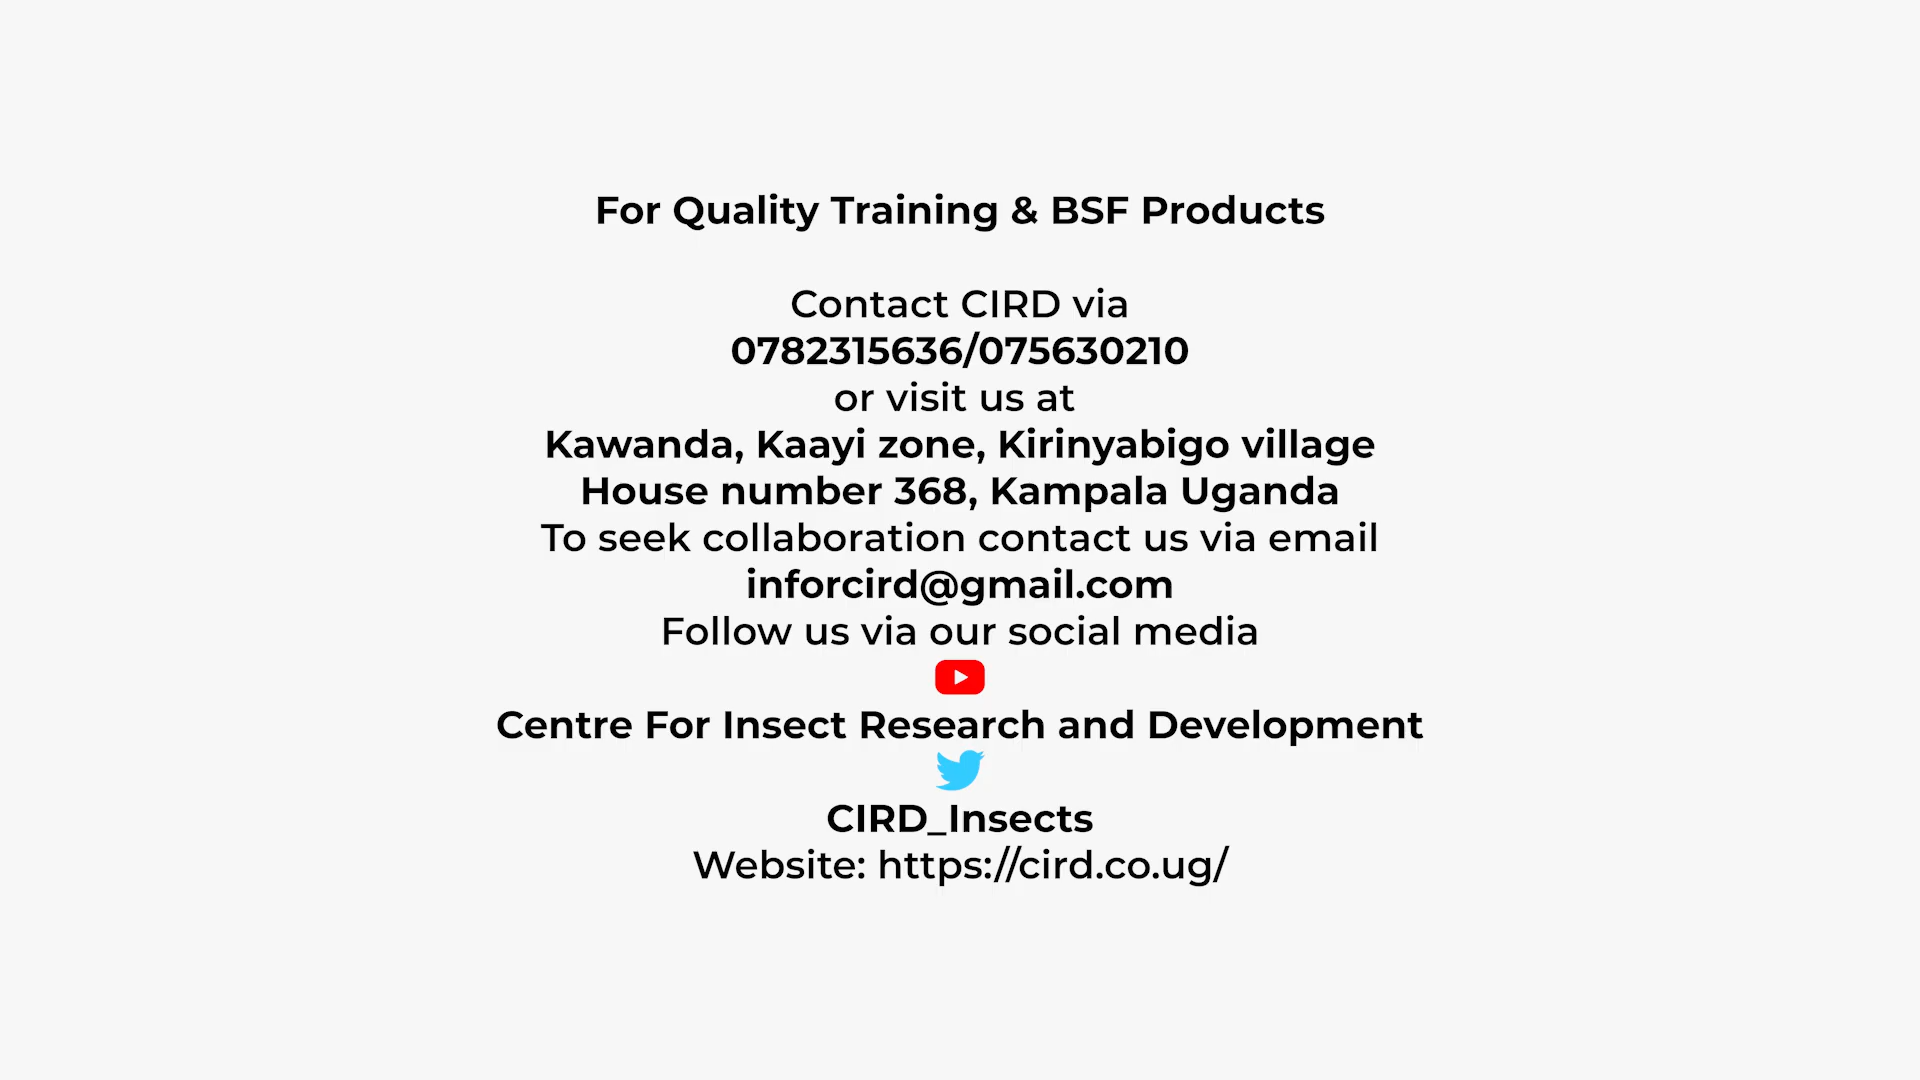 For Quality Training & BSF Products
Contact CIRD via
0782315636/075630210
or visit us at
Kawanda, Kaayi zone, Kirinyabigo village
House number 368, Kampala Uganda
To seek collaboration contact us via email
inforcird@gmail.com
Follow us via our social media
Centre For Insect Research and Development
CIRD_Insects
Website: https://cird.co.ug/